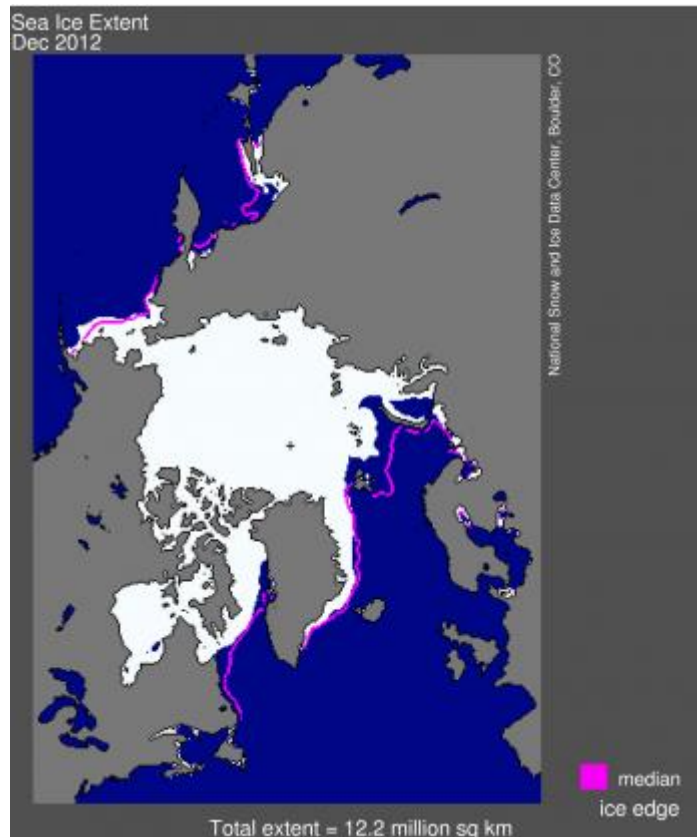 Sea Ice Extent
Dec 2012
National Snow and Ice Data Center, Boulder, CO
median
ice edge
Total extent = 12.2 million sq km